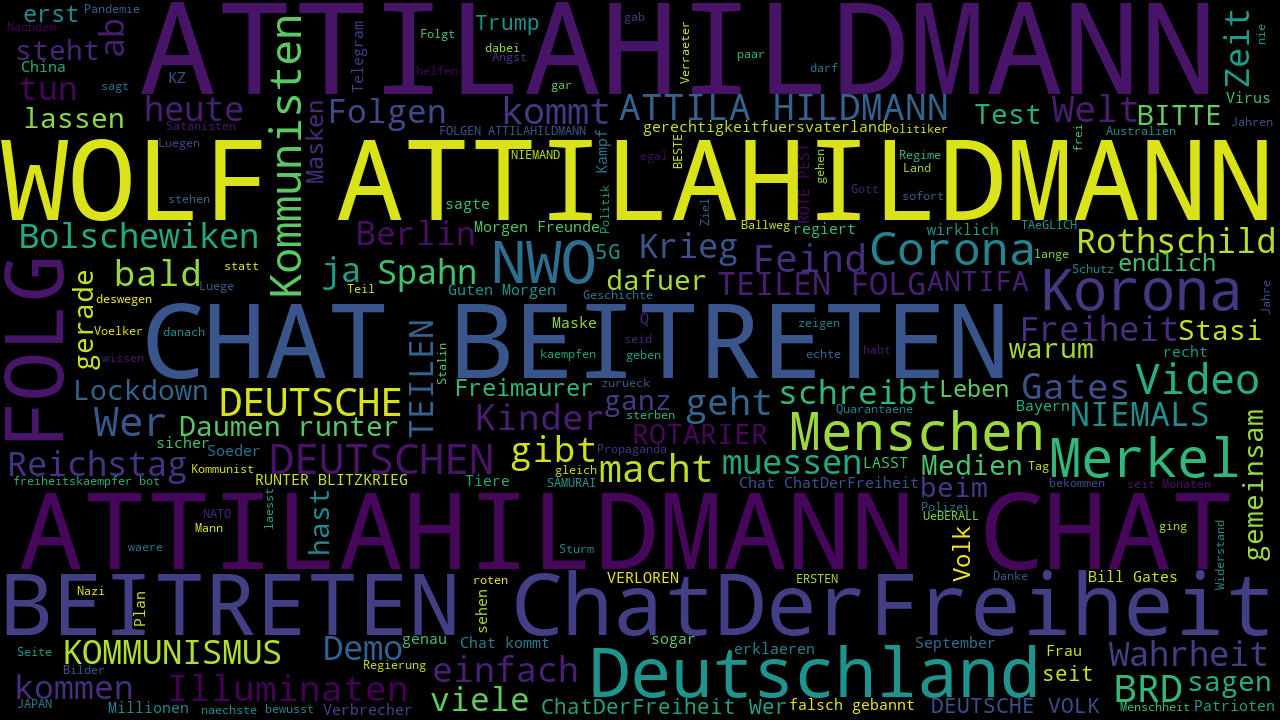 erst
Pandemie
ATTILAHILDMANN
Nachdem
steht
ab
China
tun
sagt
KZ
Kommunisten
Telegram
Folgt
Trump
dabei
Angst
helfen
gar
gab
Verraeter
paar
darf
Zeit
nie
Virus
lassen
heute
Satanisten
Masken
Folgen
kommt
ATTILA HILDMANN
Test
Welt
BITTE
Jahren
FOLGEN ATTILAHILDMANN
gerechtigkeitfuersvaterland
Politiker
frei
Australien
WOLF ATTILAHILDMANN
Luegen
NIEMAND
Kampf
egal
BESTE
ROTE PEST
gehen
Regime
Land
Gott
sofort
stehen
sagte
Politik
Ziel
Bolschewiken
Berlin
Morgen Freunde
Ballweg
regiert
wirklich
TAeGLICH
Rothschild
FOLG
gerade
bald
statt
ja
Spahn
NWO
5G
Krieg
Feind
Corona
lange
endlich
deswegen
Luege
Teil
Guten Morgen
dafuer
TEILEN FOLG
ANTIFA
Schutz
Korona
Jahre
Geschichte
Voelker
danach
CHAT BEITRETEN
TEILEN
Stalin
Maske
Q
seid
zeigen
Freiheit
Stasi
wissen
kaempfen
geben
echte
habt
warum
recht
Lockdown
DEUTSCHE
Freimaurer
zurueck
ganz
geht
schreibt
Leben
Gates
Video
Wer
Daumen runter
Kinder
sterben
Quarantaene
Bayern
NIEMALS
gemeinsam
sicher
Soeder
ROTARIER
Menschen
Reichstag
Kommunist
DEUTSCHEN
gibt
Propaganda
gleich
macht
muessen
LASST
Medien
Tag
Merkel
freiheitskaempfer bot
RUNTER BLITZKRIEG
Tiere
SAMURAI
Chat ChatDerFreiheit
beim
bekommen
seit Monaten
ATTILAHILDMANN CHAT
NATO
Mann
laesst
hast
Polizei
UeBERALL
ging
waere
Sturm
Volk
Widerstand
BEITRETEN
ChatDerFreiheit
Nazi
Plan
roten
sehen
VERLOREN
ERSTEN
Danke
Bill Gates
Seite
KOMMUNISMUS
Demo
genau
Chat kommt
sogar
erklaeren
September
Frau
Wahrheit
Bilder
Regierung
einfach
Deutschland
seit
kommen
Illuminaten
viele
BRD
sagen
JAPAN
Millionen
naechste
bewusst
Verbrecher
ChatDerFreiheit Wer
falsch gebannt
DEUTSCHE VOLK
Menschheit
Patrioten